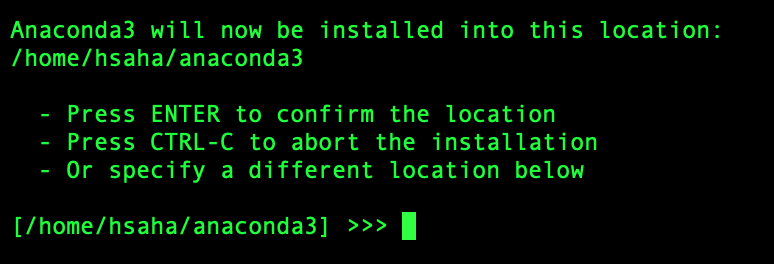 Anaconda3 will now be installed into this location:
/home/hsaha/anaconda3
- Press ENTER to confirm the location
- Press CTRL-C to abort the installation
- Or specify a different location below
[/home/hsaha/anaconda3] >>>